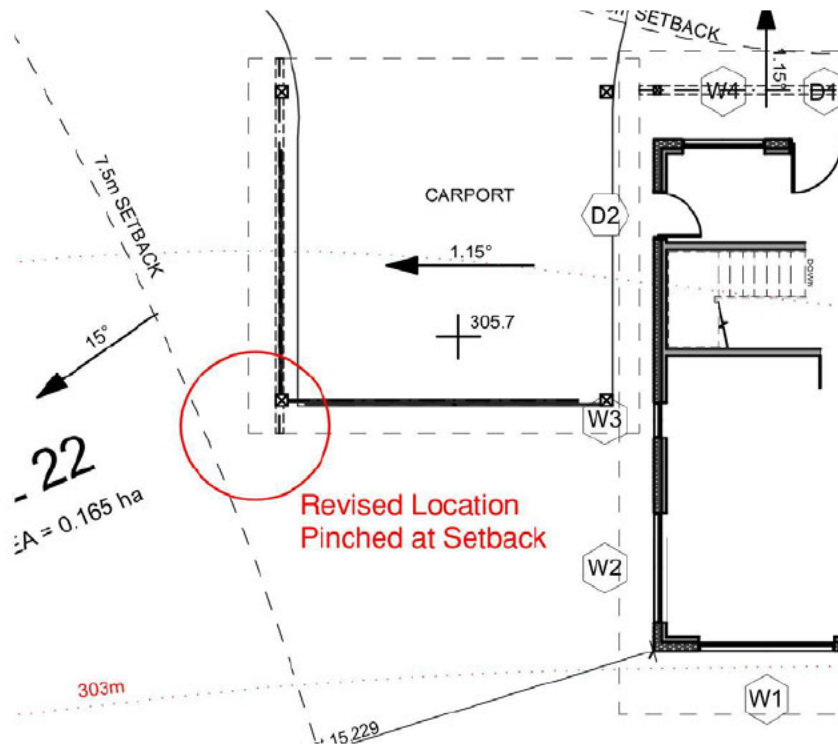 SETBACK
1.15°
W4
D1
7.5m SETBACK
CARPORT
D2
1.15°
DOWN
305.7
15°
W3
22
EA = 0.165 ha
Revised Location
Pinched at Setback
W2
303m
15.229
W1